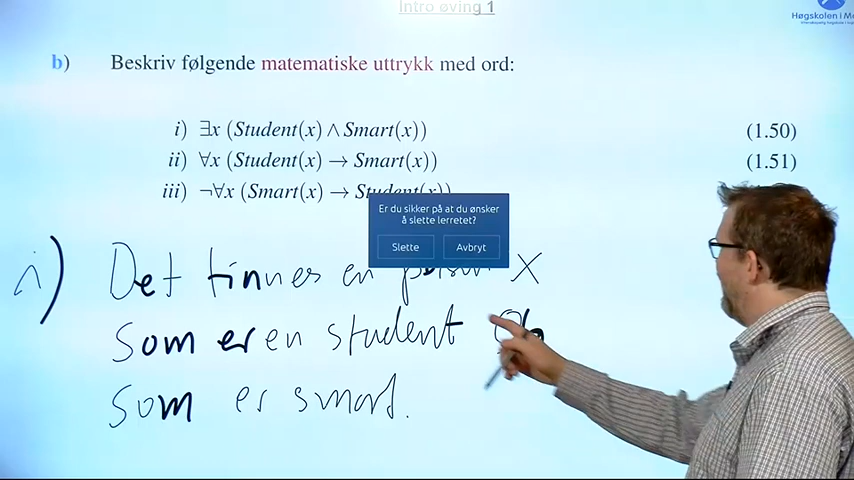 Intro øving 1
Høgskolen i M
b) Beskriv følgende matematiske uttrykk med ord:
i) ∃x (Student(x) ∧ Smart(x)) (1.50)
ii) ∀x (Student(x) → Smart(x)) (1.51)
iii) ¬∀x (Smart(x) → Student(x))
Er du sikker på at du ønsker
å slette lerretet?
Slette Avbryt
i) Det finnes en person X
som er en student og
som er smart.